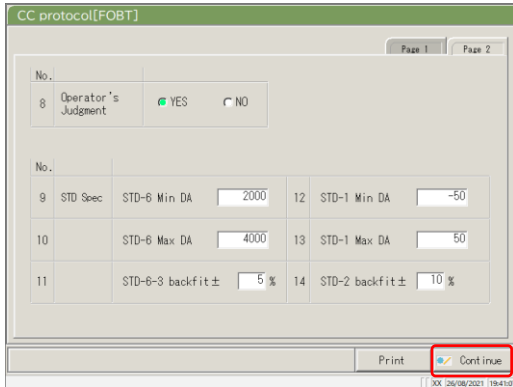 CC protocol[FOBT]
Page 1 Page 2
No.
8 Operator's Judgment YES NO
No.
9 STD Spec STD-6 Min DA 2000 12 STD-1 Min DA -50
10 STD-6 Max DA 4000 13 STD-1 Max DA 50
11 STD-6-3 backfit± 5 % 14 STD-2 backfit± 10 %
Print Continue
XX 26/08/2021 19:41:0